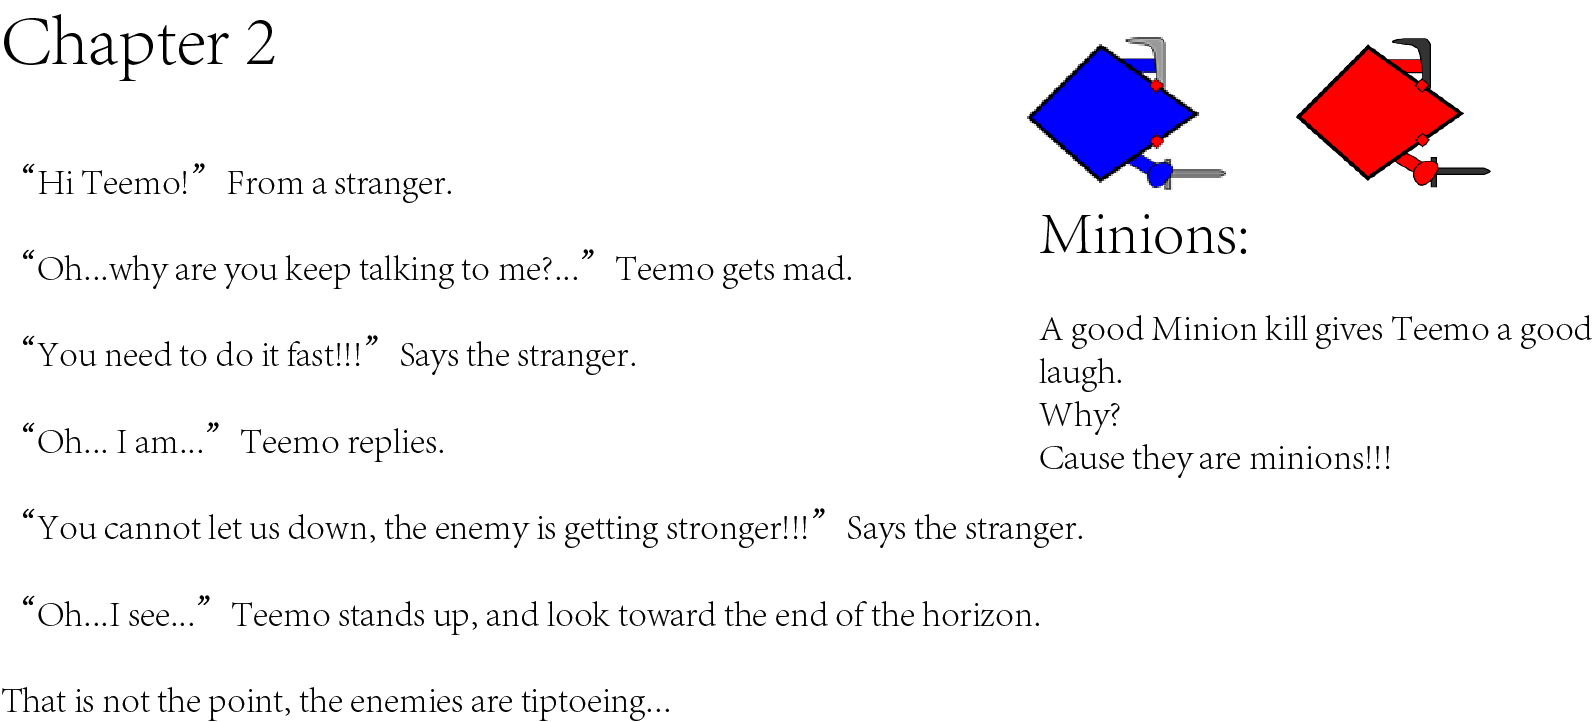 Chapter 2
“Hi Teemo!” From a stranger.
“Oh...why are you keep talking to me?...” Teemo gets mad.
“You need to do it fast!!!” Says the stranger.
“Oh... I am...” Teemo replies.
“You cannot let us down, the enemy is getting stronger!!!” Says the stranger.
“Oh...I see...” Teemo stands up, and look toward the end of the horizon.
That is not the point, the enemies are tiptoeing...
Minions:
A good Minion kill gives Teemo a good
laugh.
Why?
Cause they are minions!!!